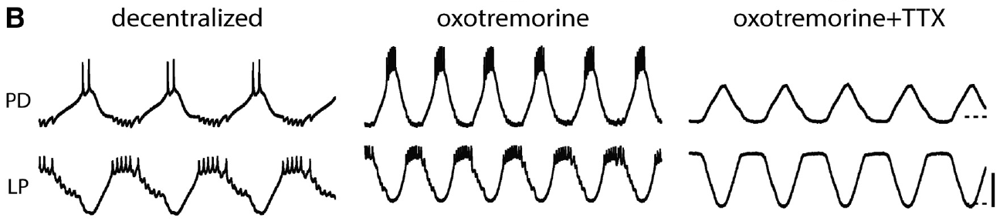 B
decentralized
oxotremorine
oxotremorine+TTX
PD
LP